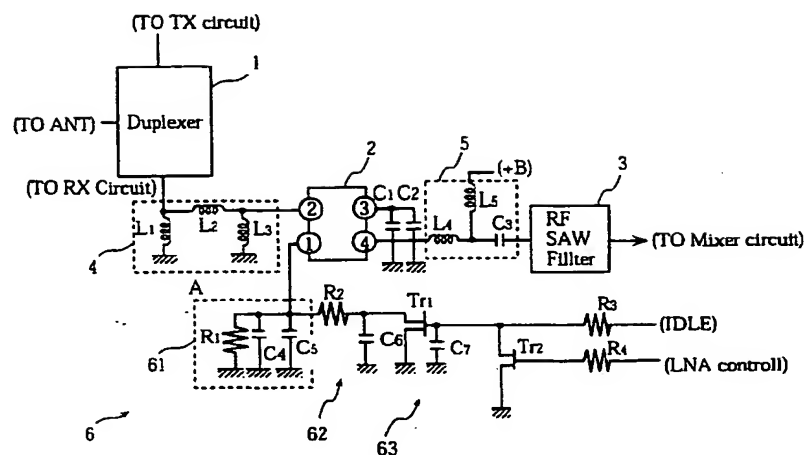 (TO TX circuit)
1
Duplexer
(TO ANT)
(TO RX Circuit)
2
5
(+B)
3
L1
L2
L3
2
3
1
4
C1 C2
L4
L5
C3
RF
SAW
Fillter
(TO Mixer circuit)
4
A
61
R1
C4
C5
R2
C6
Tr1
C7
Tr2
R3
(IDLE)
R4
(LNA controll)
6
62
63